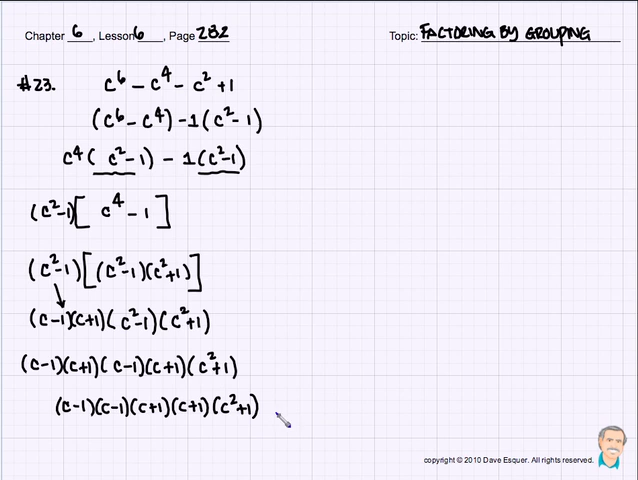 Chapter 6, Lesson 6, Page 282 Topic: FACTORING BY GROUPING
#23. c⁶ - c⁴ - c² + 1
(c⁶ - c⁴) - 1(c² - 1)
c⁴(c² - 1) - 1(c² - 1)
(c² - 1)[c⁴ - 1]
(c² - 1)[(c² - 1)(c² + 1)]
(c - 1)(c + 1)(c² - 1)(c² + 1)
(c - 1)(c + 1)(c - 1)(c + 1)(c² + 1)
(c - 1)(c - 1)(c + 1)(c + 1)(c² + 1)
copyright © 2010 Dave Esquer. All rights reserved.